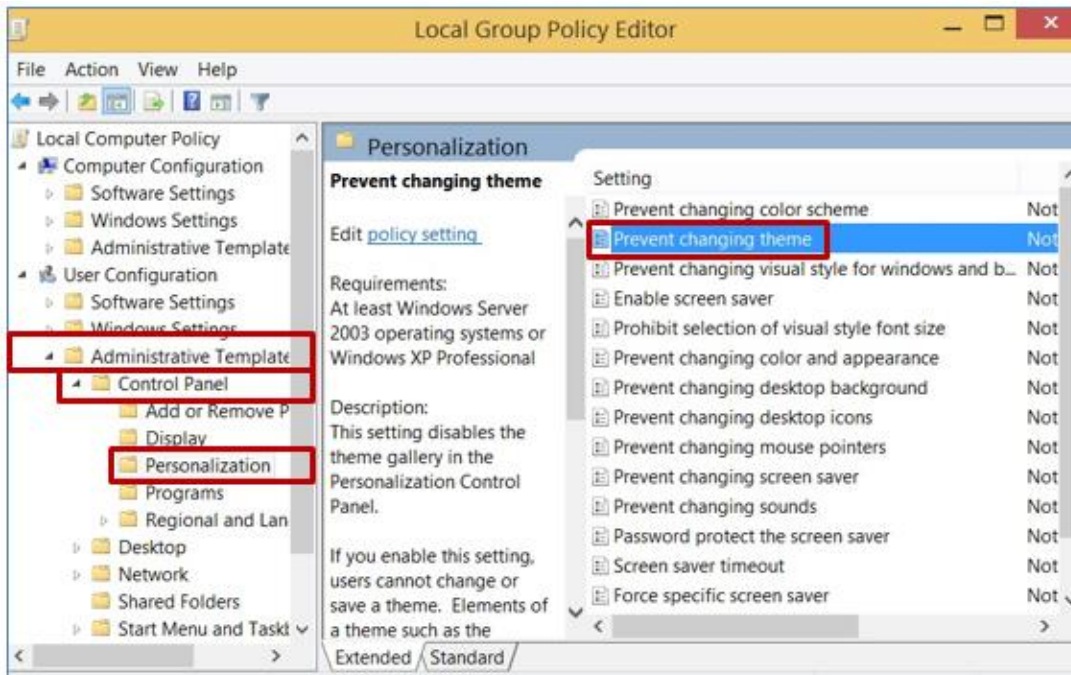 Local Group Policy Editor
File Action View Help
Local Computer Policy
Computer Configuration
Software Settings
Windows Settings
Administrative Template
User Configuration
Software Settings
Windows Settings
Administrative Template
Control Panel
Add or Remove P
Display
Personalization
Programs
Regional and Lan
Desktop
Network
Shared Folders
Start Menu and Taskb
Personalization
Prevent changing theme
Edit policy setting
Requirements:
At least Windows Server
2003 operating systems or
Windows XP Professional
Description:
This setting disables the
theme gallery in the
Personalization Control
Panel.
If you enable this setting,
users cannot change or
save a theme. Elements of
a theme such as the
Setting
Prevent changing color scheme Not
Prevent changing theme Not
Prevent changing visual style for windows and b... Not
Enable screen saver Not
Prohibit selection of visual style font size Not
Prevent changing color and appearance Not
Prevent changing desktop background Not
Prevent changing desktop icons Not
Prevent changing mouse pointers Not
Prevent changing screen saver Not
Prevent changing sounds Not
Password protect the screen saver Not
Screen saver timeout Not
Force specific screen saver Not
Extended Standard